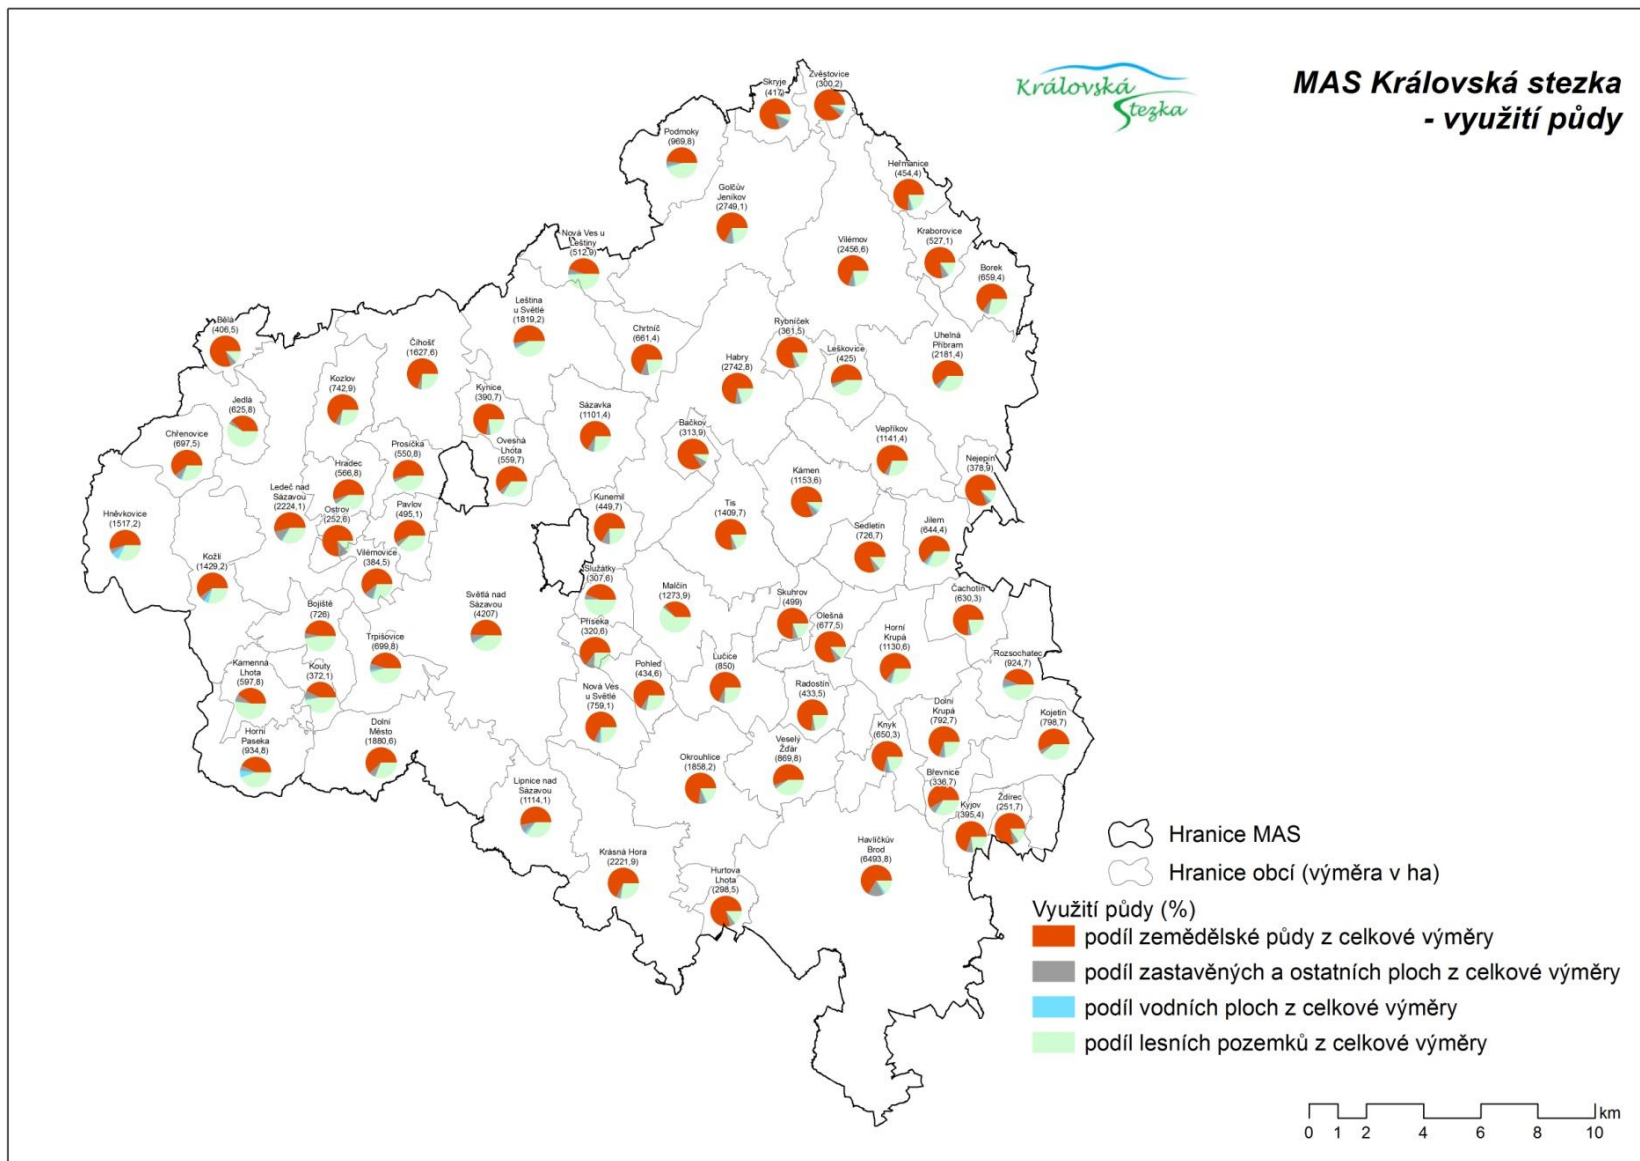 Královská
Stezka
MAS Královská stezka
- využití půdy
Zvěstovice
(300,2)
Skryje
(417)
Podmoky
(969,8)
Heřmanice
(454,4)
Golčův
Jeníkov
(2749,1)
Nová Ves u
Leštiny
(512,9)
Vilémov
(2456,6)
Kraborovice
(527,1)
Borek
(659,4)
Leština
u Světlé
(1819,2)
Bělá
(406,5)
Číhošť
(1627,6)
Chrtníč
(661,4)
Rybníček
(361,5)
Habry
(2742,8)
Leškovice
(425)
Uhelná
Příbram
(2181,4)
Kozlov
(742,9)
Kynice
(390,7)
Jedlá
(625,8)
Sázavka
(1101,4)
Bačkov
(313,9)
Vepříkov
(1141,4)
Chřenovice
(697,5)
Prosíčka
(550,8)
Ovesná
Lhota
(559,7)
Hradec
(566,8)
Kámen
(1153,6)
Nejepín
(378,9)
Ledeč nad
Sázavou
(2224,1)
Ostrov
(252,6)
Pavlov
(495,1)
Kunemil
(449,7)
Tis
(1409,7)
Hněvkovice
(1517,2)
Sedletín
(726,7)
Jilem
(644,4)
Kožlí
(1429,2)
Vilémovice
(384,5)
Služátky
(307,6)
Malčín
(1273,9)
Skuhrov
(499)
Čachotín
(630,3)
Světlá nad
Sázavou
(4207)
Bojiště
(726)
Příseka
(320,6)
Olešná
(677,5)
Horní
Krupá
(1130,6)
Trpišovice
(699,8)
Rozsochatec
(924,7)
Kamenná
Lhota
(597,8)
Kouty
(372,1)
Pohleď
(434,6)
Lučice
(850)
Radostín
(433,5)
Nová Ves
u Světlé
(759,1)
Dolní
Krupá
(792,7)
Kojetín
(798,7)
Horní
Paseka
(934,8)
Dolní
Město
(1880,6)
Knyk
(650,3)
Okrouhlice
(1858,2)
Veselý
Žďár
(869,8)
Lipnice nad
Sázavou
(1114,1)
Břevnice
(336,7)
Kyjov
(395,4)
Ždírec
(251,7)
Krásná Hora
(2221,9)
Havlíčkův
Brod
(6493,8)
Hurtova
Lhota
(298,5)
Hranice MAS
Hranice obcí (výměra v ha)
Využití půdy (%)
podíl zemědělské půdy z celkové výměry
podíl zastavěných a ostatních ploch z celkové výměry
podíl vodních ploch z celkové výměry
podíl lesních pozemků z celkové výměry
km
0 1 2 4 6 8 10